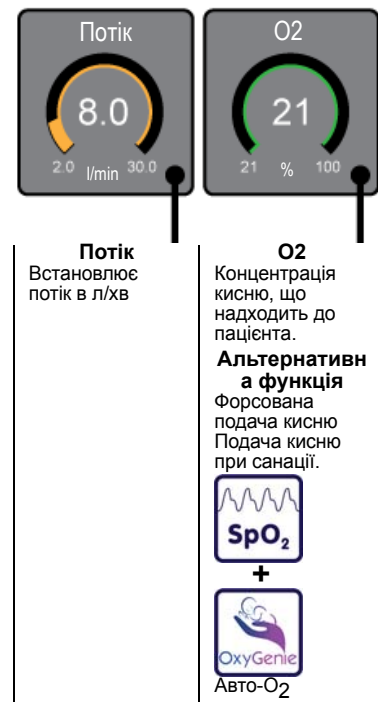 Потік
8.0
2.0 l/min 30.0
O2
21
21 % 100
Потік
Встановлює
потік в л/хв
O2
Концентрація
кисню, що
надходить до
пацієнта.
Альтернативн
а функція
Форсована
подача кисню
Подача кисню
при санації.
SpO₂
+
OxyGenie
Авто-O₂